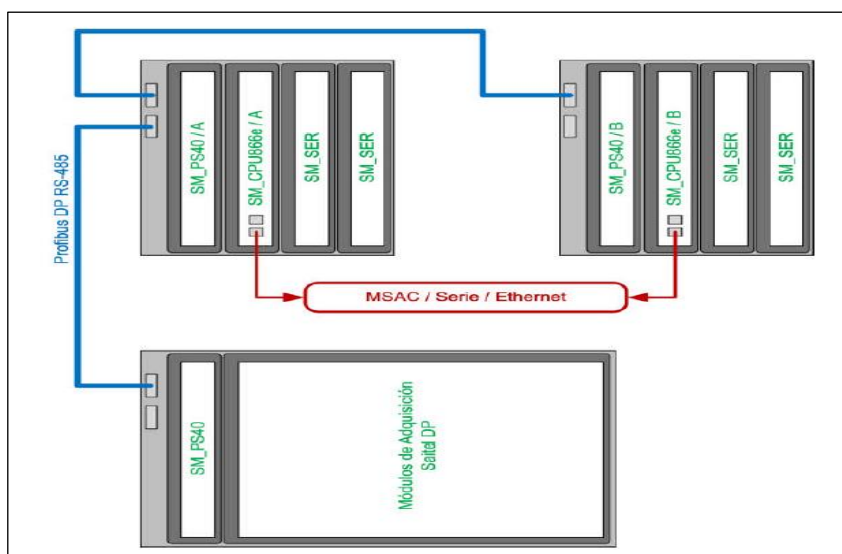 Profibus DP RS-485
SM_PS40 / A
SM_CPU866e / A
SM_SER
SM_SER
SM_PS40 / B
SM_CPU866e / B
SM_SER
SM_SER
MSAC / Serie / Ethernet
SM_PS40
Módulos de Adquisición
Saitel DP